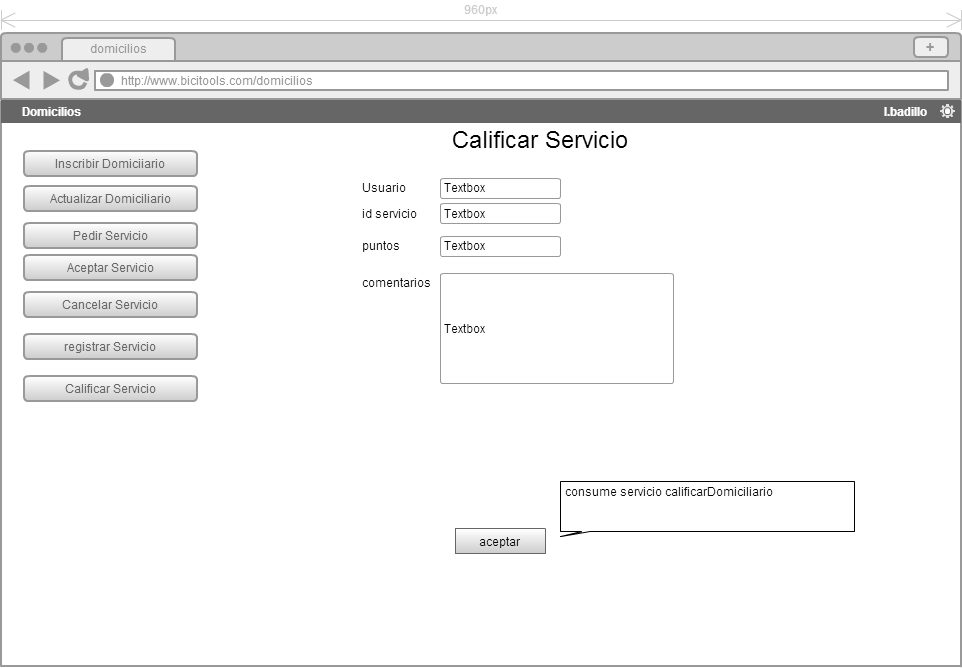 960px
domicilios
+
http://www.bicitools.com/domicilios
Domicilios
l.badillo
Calificar Servicio
Inscribir Domiciiario
Actualizar Domiciliario
Pedir Servicio
Aceptar Servicio
Cancelar Servicio
registrar Servicio
Calificar Servicio
Usuario Textbox
id servicio Textbox
puntos Textbox
comentarios
Textbox
consume servicio calificarDomiciliario
aceptar